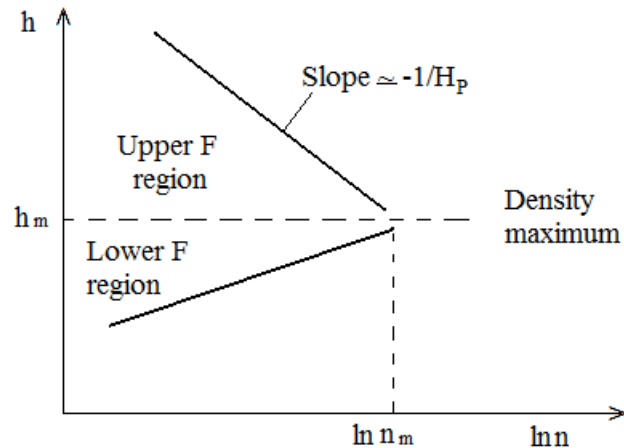 h
Slope ≃ -1/H_P
Upper F
region
h_m
Density
maximum
Lower F
region
ln n_m
ln n